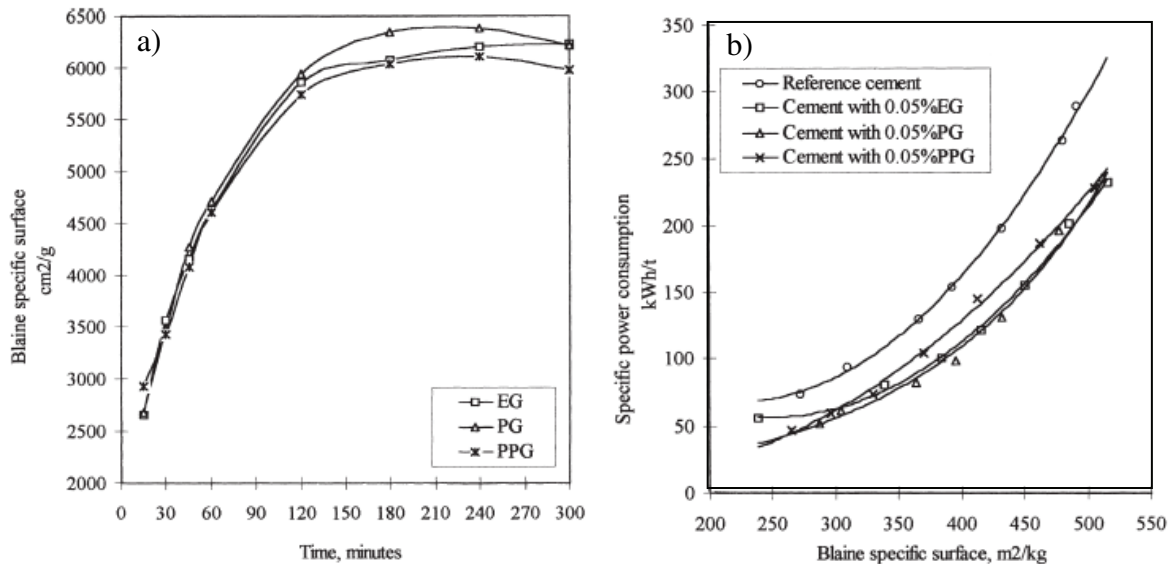 a)
6500
6000
5500
5000
4500
4000
3500
3000
2500
2000
Blaine specific surface
cm2/g
EG
PG
PPG
0 30 60 90 120 150 180 210 240 270 300
Time, minutes
b)
350
300
250
200
150
100
50
0
Specific power consumption
kWh/t
Reference cement
Cement with 0.05%EG
Cement with 0.05%PG
Cement with 0.05%PPG
200 250 300 350 400 450 500 550
Blaine specific surface, m2/kg